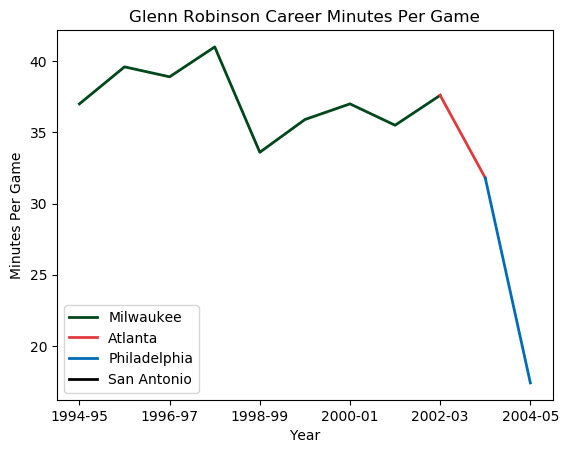 Glenn Robinson Career Minutes Per Game
40
35
30
25
20
Minutes Per Game
Milwaukee
Atlanta
Philadelphia
San Antonio
1994-95 1996-97 1998-99 2000-01 2002-03 2004-05
Year